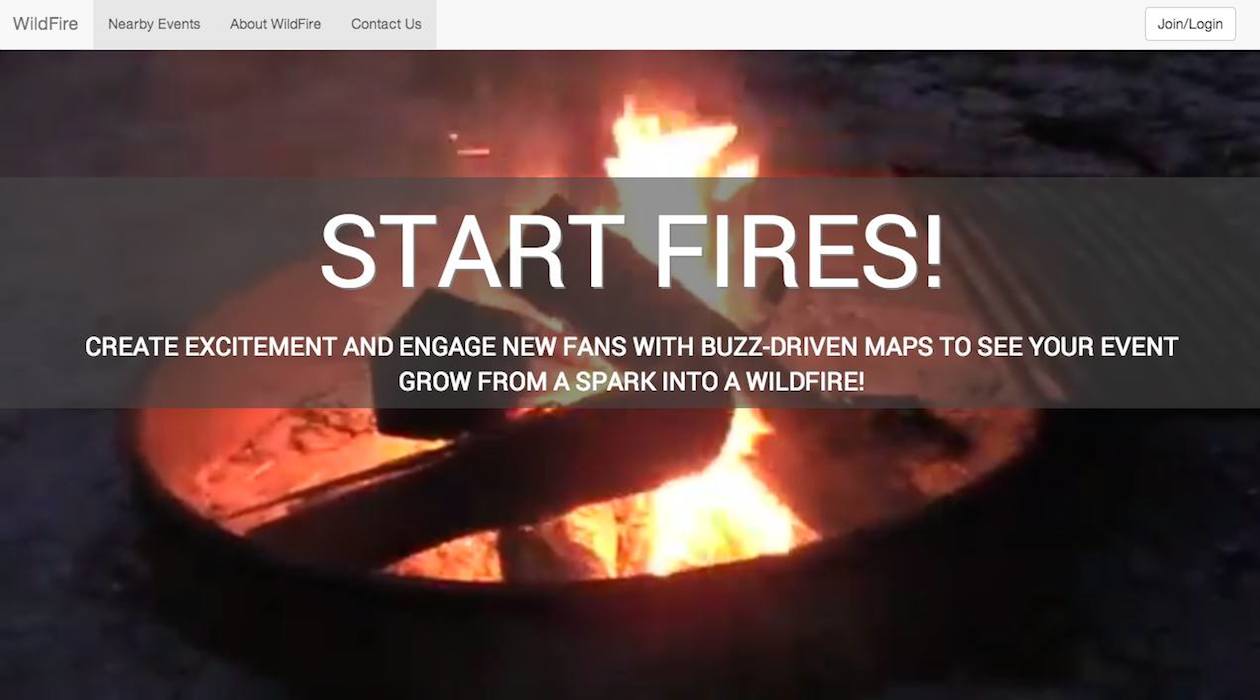 WildFire Nearby Events About WildFire Contact Us Join/Login
START FIRES!
CREATE EXCITEMENT AND ENGAGE NEW FANS WITH BUZZ-DRIVEN MAPS TO SEE YOUR EVENT
GROW FROM A SPARK INTO A WILDFIRE!